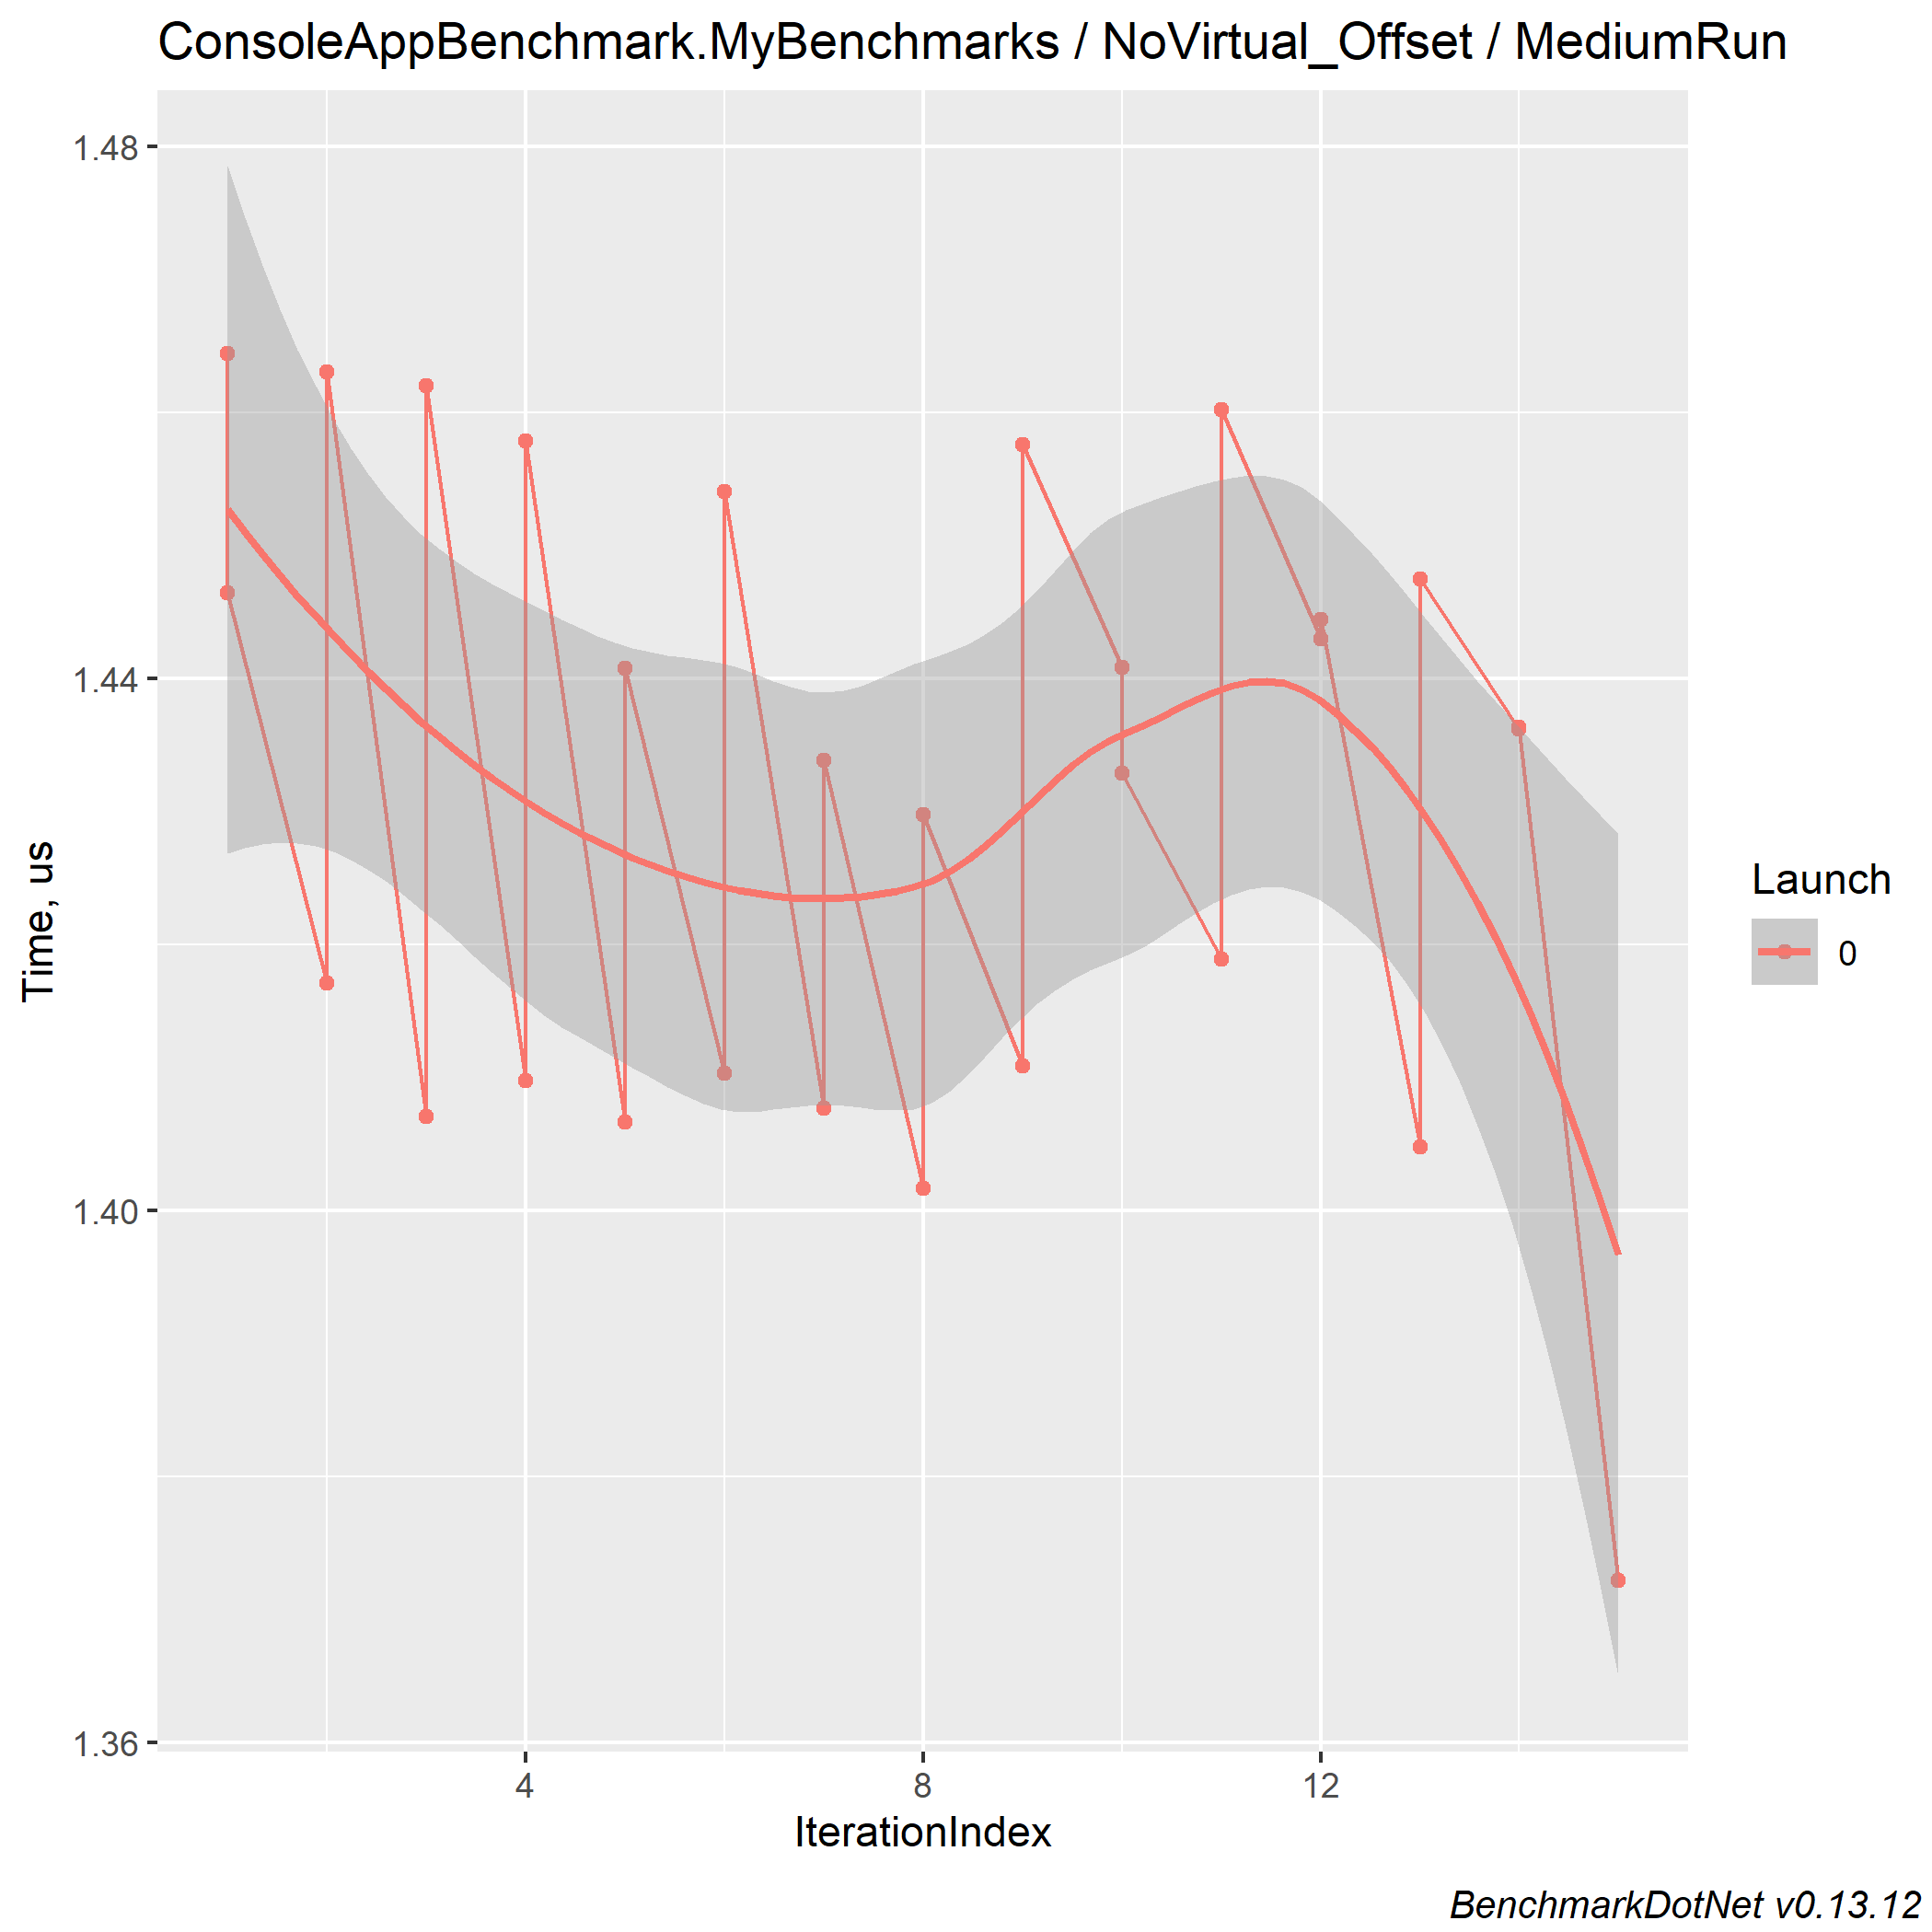 ConsoleAppBenchmark.MyBenchmarks / NoVirtual_Offset / MediumRun
1.48
1.44
1.40
1.36
Time, us
4 8 12
IterationIndex
Launch
0
BenchmarkDotNet v0.13.12